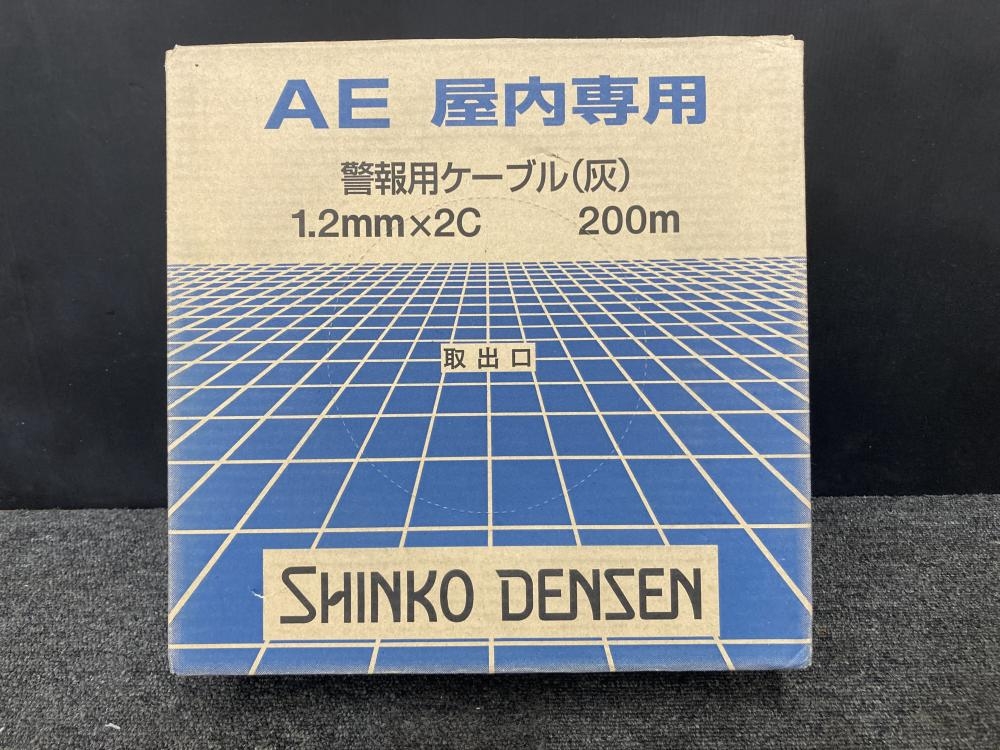 AE 屋内専用
警報用ケーブル(灰)
1.2mm×2C 200m
取出口
SHINKO DENSEN